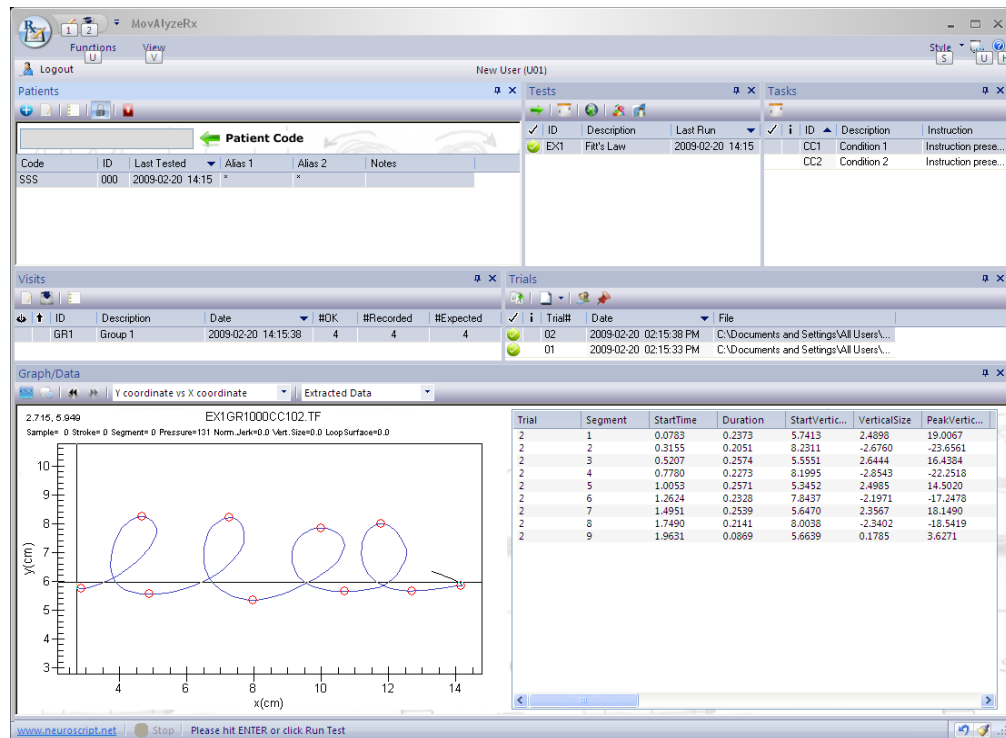 MovAlyzeRx
1 2
Functions View
U V
Style
S U H
Logout New User (U01)
Patients
Patient Code
Code ID Last Tested Alias 1 Alias 2 Notes
SSS 000 2009-02-20 14:15 * *
Tests
ID Description Last Run
EX1 Fitt's Law 2009-02-20 14:15
Tasks
i ID Description Instruction
CC1 Condition 1 Instruction prese...
CC2 Condition 2 Instruction prese...
Visits
ID Description Date #OK #Recorded #Expected
GR1 Group 1 2009-02-20 14:15:38 4 4 4
Trials
i Trial# Date File
02 2009-02-20 02:15:38 PM C:\Documents and Settings\All Users\...
01 2009-02-20 02:15:33 PM C:\Documents and Settings\All Users\...
Graph/Data
Y coordinate vs X coordinate Extracted Data
2.715, 5.949 EX1GR1000CC102.TF
Sample= 0 Stroke= 0 Segment= 0 Pressure=131 Norm.Jerk=0.0 Vert.Size=0.0 LoopSurface=0.0
10
9
8
7
6
5
4
3
y(cm)
4 6 8 10 12 14
x(cm)
Trial Segment StartTime Duration StartVertic... VerticalSize PeakVertic...
2 1 0.0783 0.2373 5.7413 2.4898 19.0067
2 2 0.3155 0.2051 8.2311 -2.6760 -23.6561
2 3 0.5207 0.2574 5.5551 2.6444 16.4384
2 4 0.7780 0.2273 8.1995 -2.8543 -22.2518
2 5 1.0053 0.2571 5.3452 2.4985 14.5020
2 6 1.2624 0.2328 7.8437 -2.1971 -17.2478
2 7 1.4951 0.2539 5.6470 2.3567 18.1490
2 8 1.7490 0.2141 8.0038 -2.3402 -18.5419
2 9 1.9631 0.0869 5.6639 0.1785 3.6271
www.neuroscript.net Stop Please hit ENTER or click Run Test